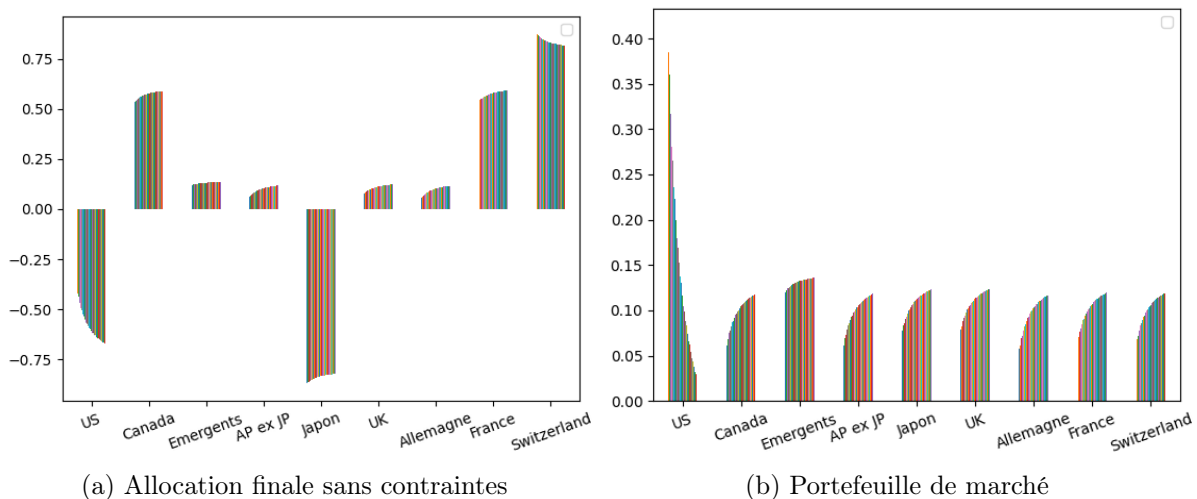 0.75
0.50
0.25
0.00
−0.25
−0.50
−0.75
US
Canada
Emergents
AP ex JP
Japon
UK
Allemagne
France
Switzerland
(a) Allocation finale sans contraintes
0.40
0.35
0.30
0.25
0.20
0.15
0.10
0.05
0.00
US
Canada
Emergents
AP ex JP
Japon
UK
Allemagne
France
Switzerland
(b) Portefeuille de marché